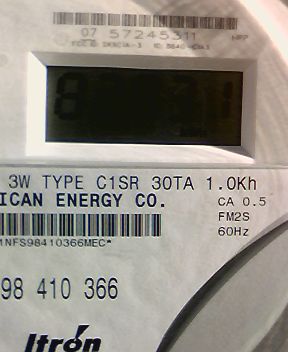 07 57245311
3W TYPE C1SR 30TA 1.0Kh
ICAN ENERGY CO.
CA 0.5
FM2S
60Hz
1NFS98410366MEC*
98 410 366
Itron